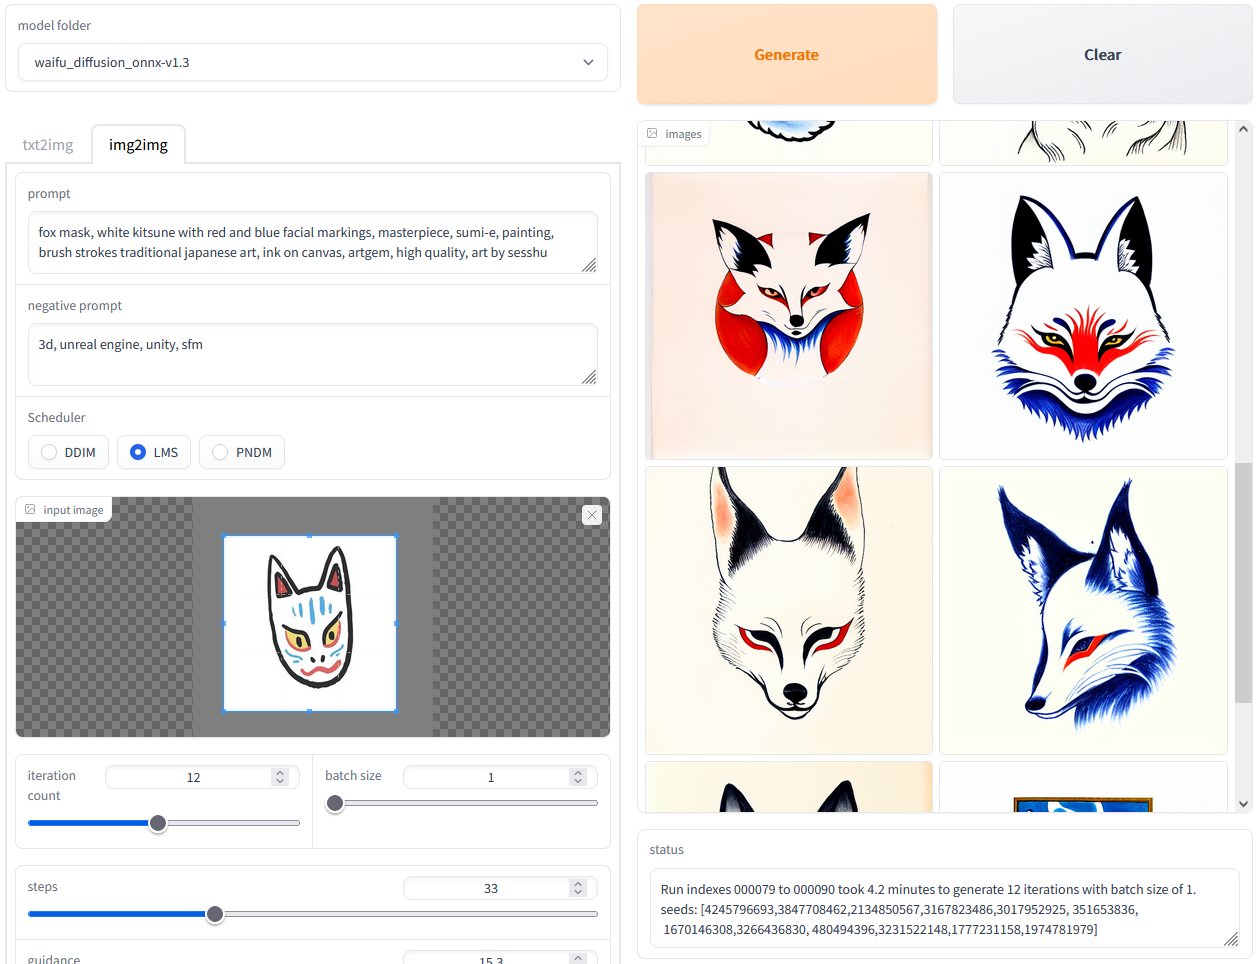 model folder
waifu_diffusion_onnx-v1.3
Generate
Clear
txt2img
img2img
prompt
fox mask, white kitsune with red and blue facial markings, masterpiece, sumi-e, painting,
brush strokes traditional japanese art, ink on canvas, artgem, high quality, art by sesshu
negative prompt
3d, unreal engine, unity, sfm
Scheduler
DDIM
LMS
PNDM
input image
iteration
count
12
batch size
1
steps
33
guidance
15.3
images
status
Run indexes 000079 to 000090 took 4.2 minutes to generate 12 iterations with batch size of 1.
seeds: [4245796693,3847708462,2134850567,3167823486,3017952925, 351653836,
1670146308,3266436830, 480494396,3231522148,1777231158,1974781979]